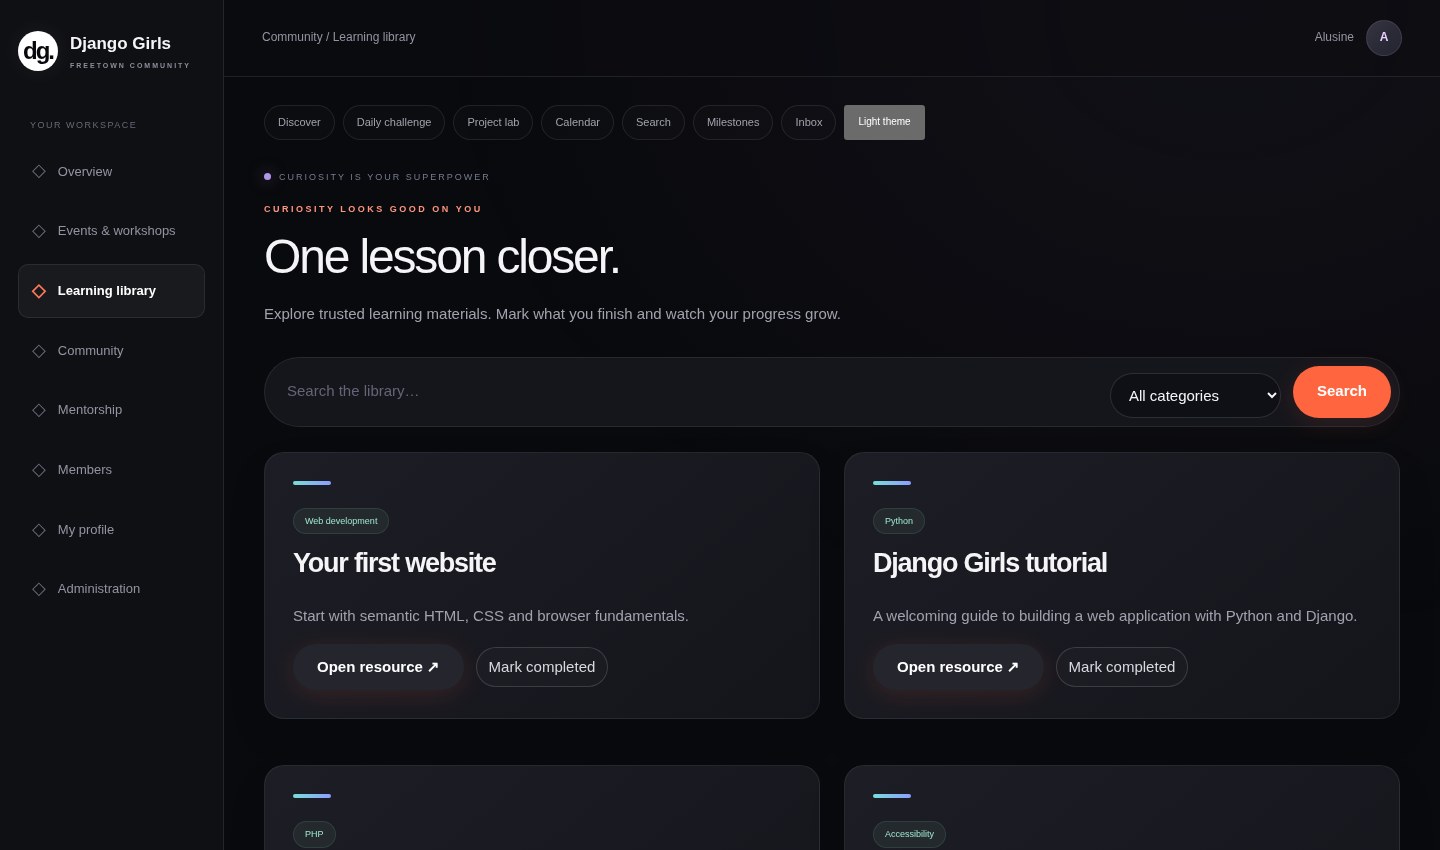 dg.
Django Girls
FREETOWN COMMUNITY
YOUR WORKSPACE
Overview
Events & workshops
Learning library
Community
Mentorship
Members
My profile
Administration
Community / Learning library
Alusine
A
Discover
Daily challenge
Project lab
Calendar
Search
Milestones
Inbox
Light theme
CURIOSITY IS YOUR SUPERPOWER
CURIOSITY LOOKS GOOD ON YOU
One lesson closer.
Explore trusted learning materials. Mark what you finish and watch your progress grow.
Search the library…
All categories
Search
Web development
Your first website
Start with semantic HTML, CSS and browser fundamentals.
Open resource ↗
Mark completed
Python
Django Girls tutorial
A welcoming guide to building a web application with Python and Django.
Open resource ↗
Mark completed
PHP
Accessibility